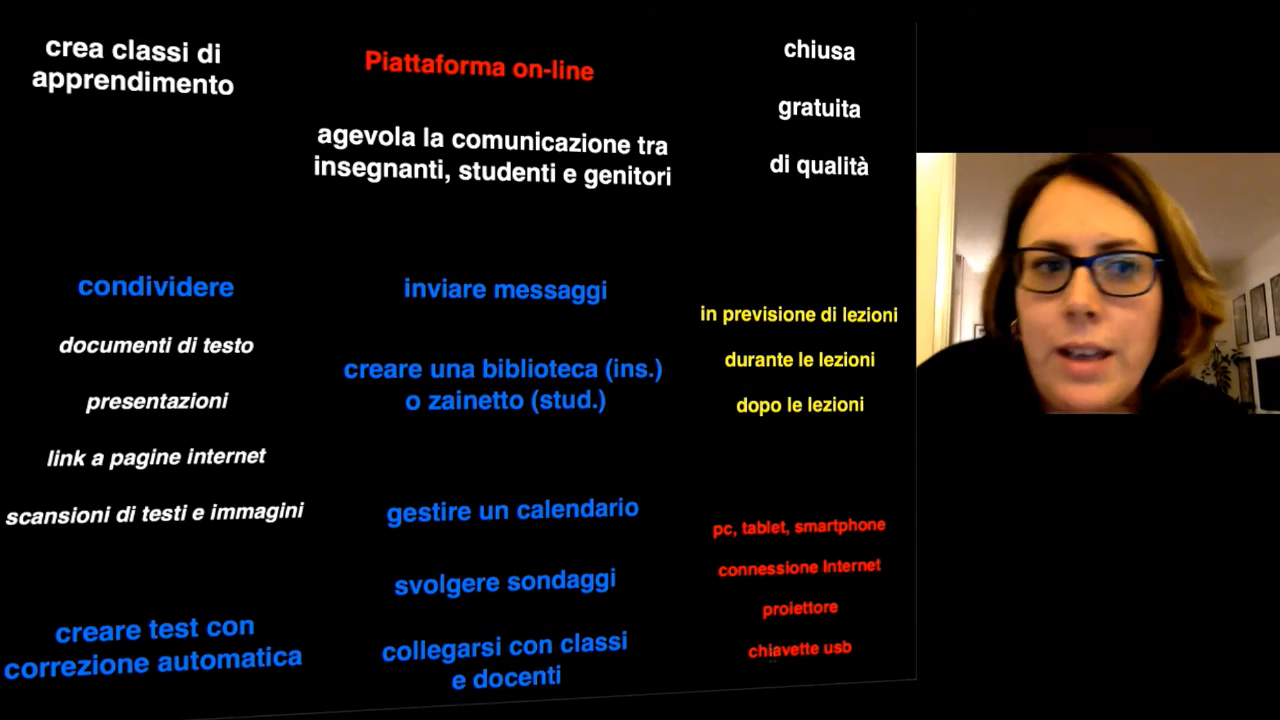 crea classi di
apprendimento
Piattaforma on-line
agevola la comunicazione tra
insegnanti, studenti e genitori
chiusa
gratuita
di qualità
condividere
documenti di testo
presentazioni
link a pagine internet
scansioni di testi e immagini
creare test con
correzione automatica
inviare messaggi
creare una biblioteca (ins.)
o zainetto (stud.)
gestire un calendario
svolgere sondaggi
collegarsi con classi
e docenti
in previsione di lezioni
durante le lezioni
dopo le lezioni
pc, tablet, smartphone
connessione Internet
proiettore
chiavette usb